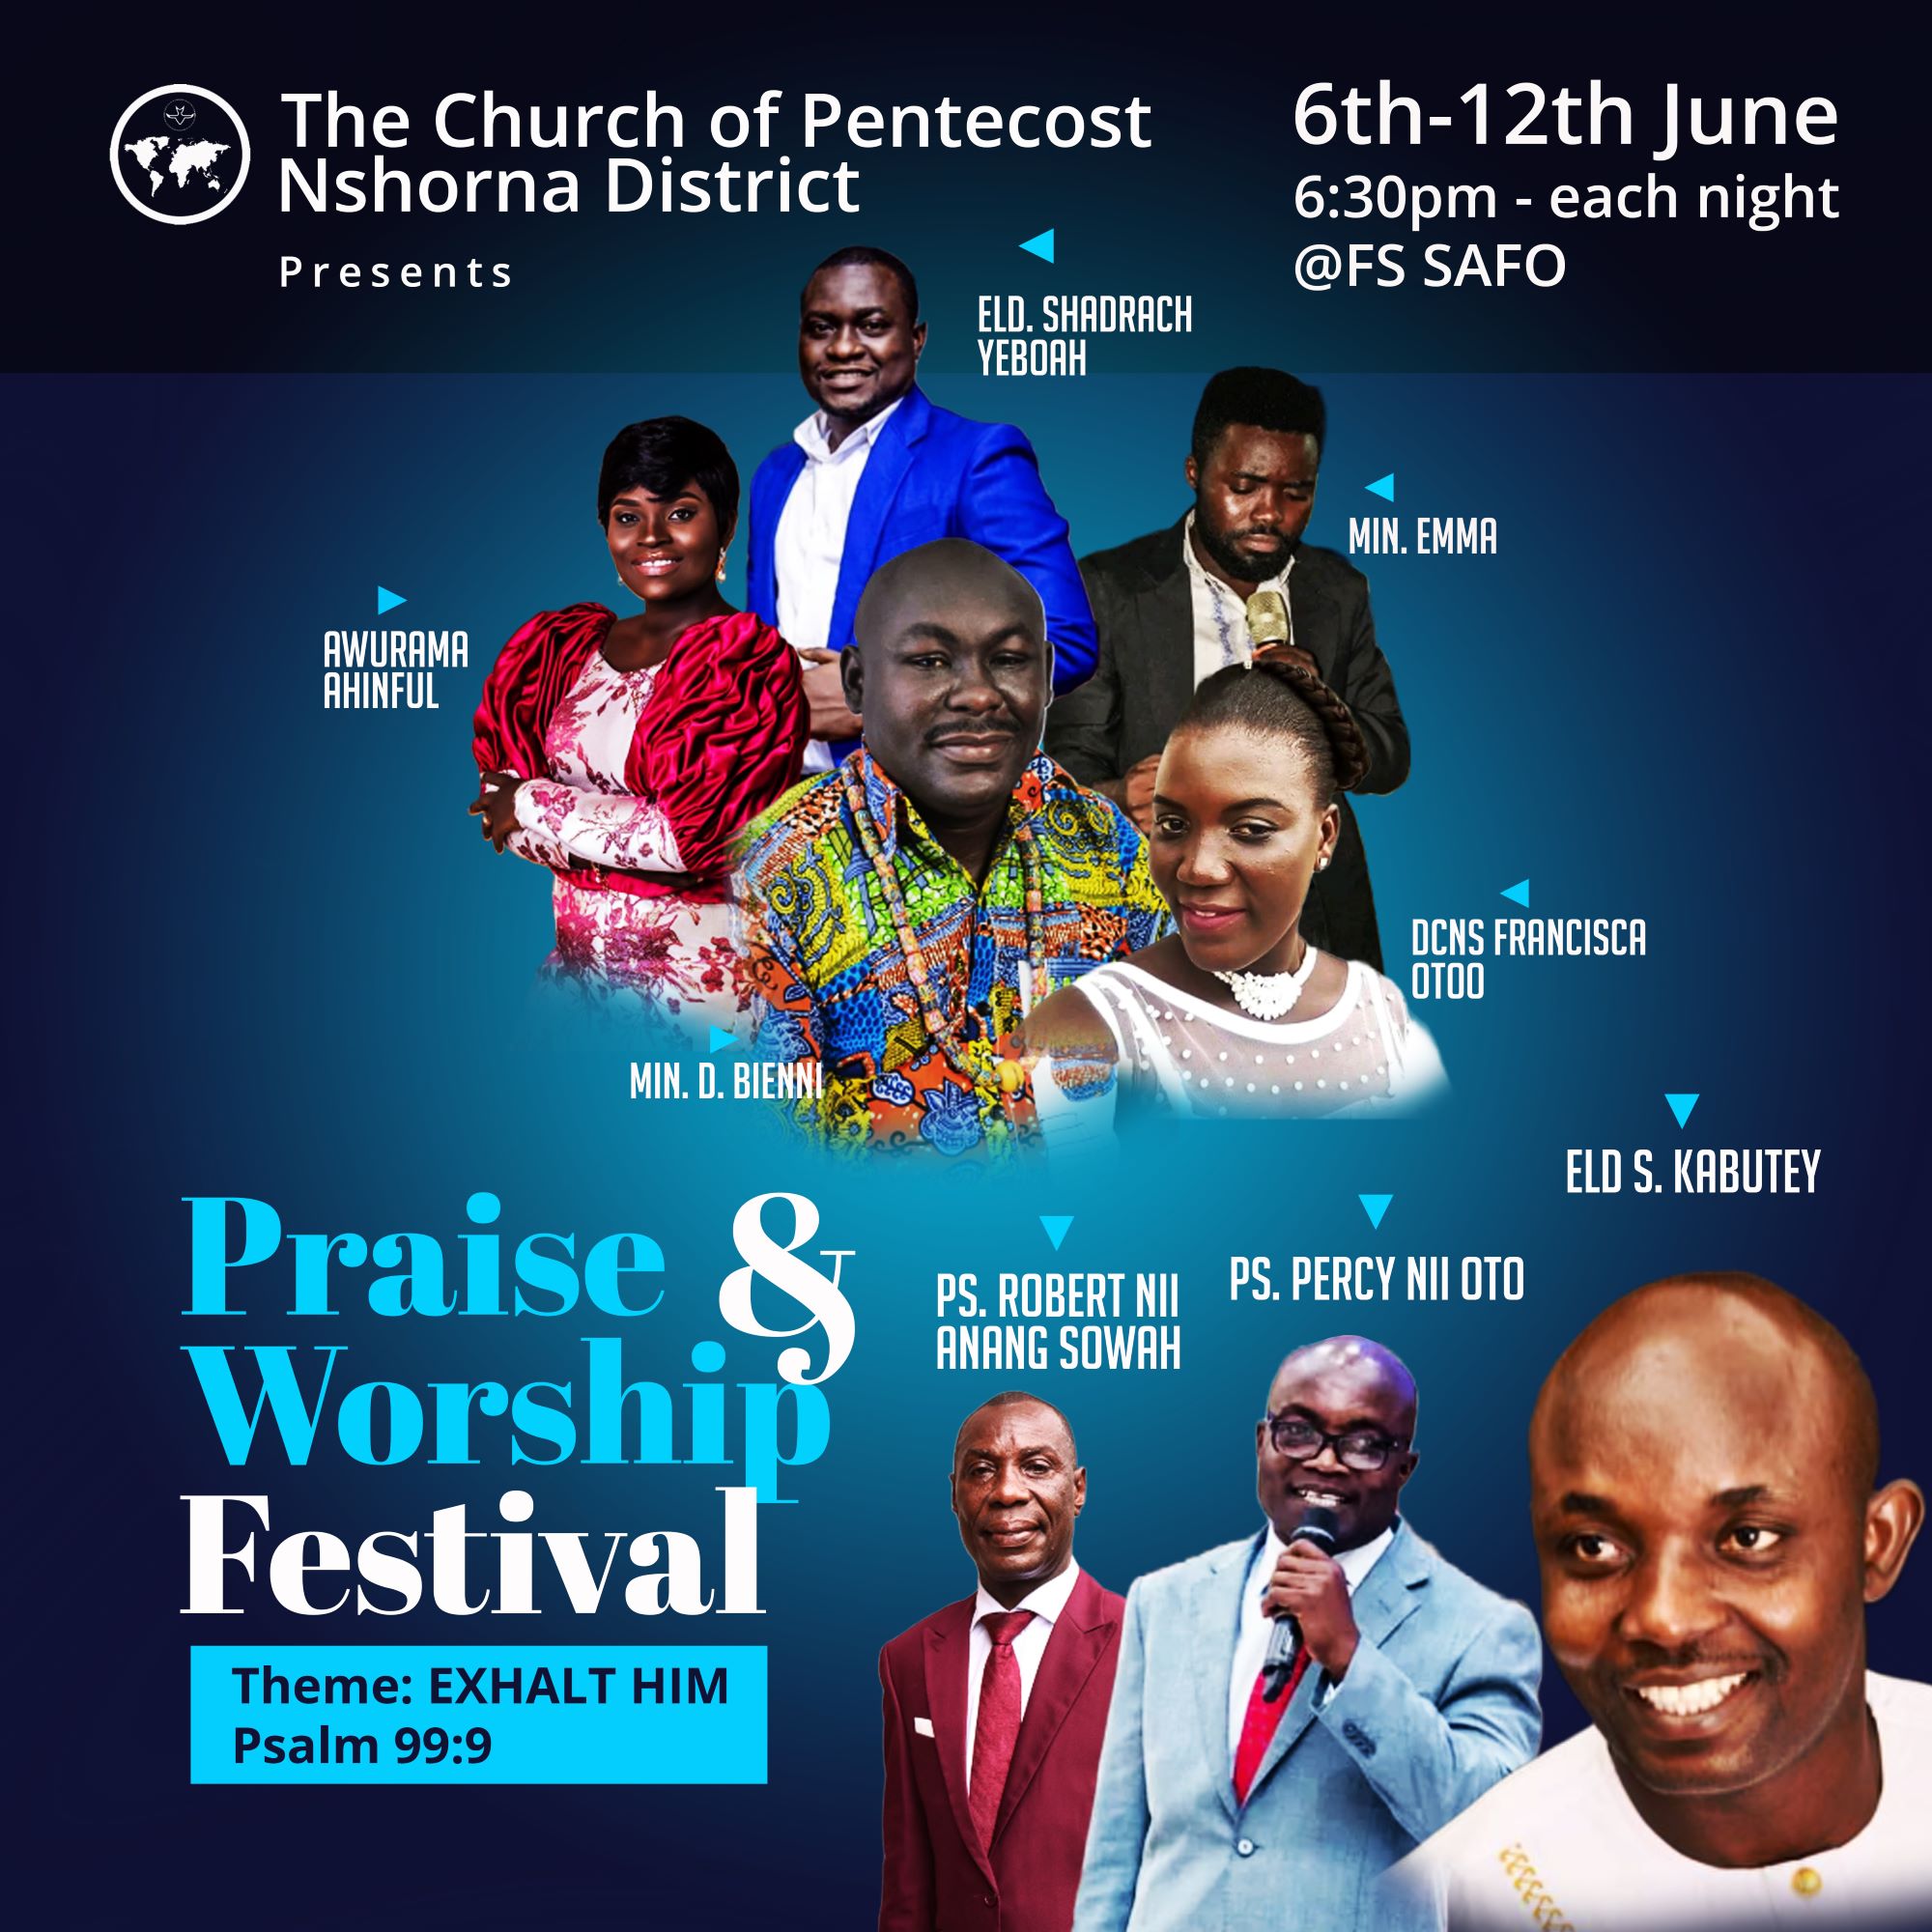 The Church of Pentecost
Nshorna District
Presents
6th-12th June
6:30pm - each night
@FS SAFO
ELD. SHADRACH
YEBOAH
MIN. EMMA
AWURAMA
AHINFUL
DCNS FRANCISCA
OTOO
MIN. D. BIENNI
ELD S. KABUTEY
PS. PERCY NII OTO
PS. ROBERT NII
ANANG SOWAH
Praise &
Worship
Festival
Theme: EXHALT HIM
Psalm 99:9